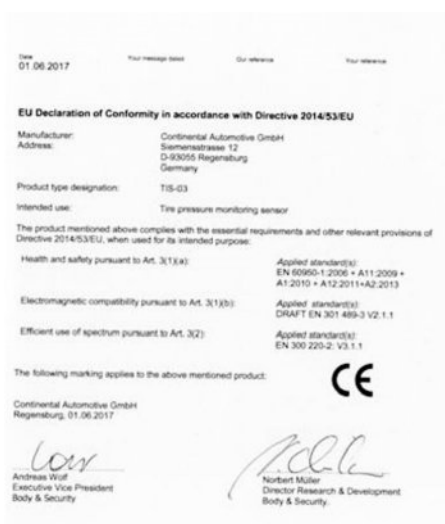 Date
Your message dated
Our reference
Your reference
01.06.2017
EU Declaration of Conformity in accordance with Directive 2014/53/EU
Manufacturer: Continental Automotive GmbH
Address: Siemensstrasse 12
D-93055 Regensburg
Germany
Product type designation: TIS-03
Intended use: Tire pressure monitoring sensor
The product mentioned above complies with the essential requirements and other relevant provisions of
Directive 2014/53/EU, when used for its intended purpose:
Health and safety pursuant to Art. 3(1)(a): Applied standard(s):
EN 60950-1:2006 + A11:2009 +
A1:2010 + A12:2011+A2:2013
Electromagnetic compatibility pursuant to Art. 3(1)(b): Applied standard(s):
DRAFT EN 301 489-3 V2.1.1
Efficient use of spectrum pursuant to Art. 3(2): Applied standard(s):
EN 300 220-2: V3.1.1
The following marking applies to the above mentioned product: CE
Continental Automotive GmbH
Regensburg, 01.06.2017
Andreas Wolf
Executive Vice President
Body & Security
Norbert Müller
Director Research & Development
Body & Security.